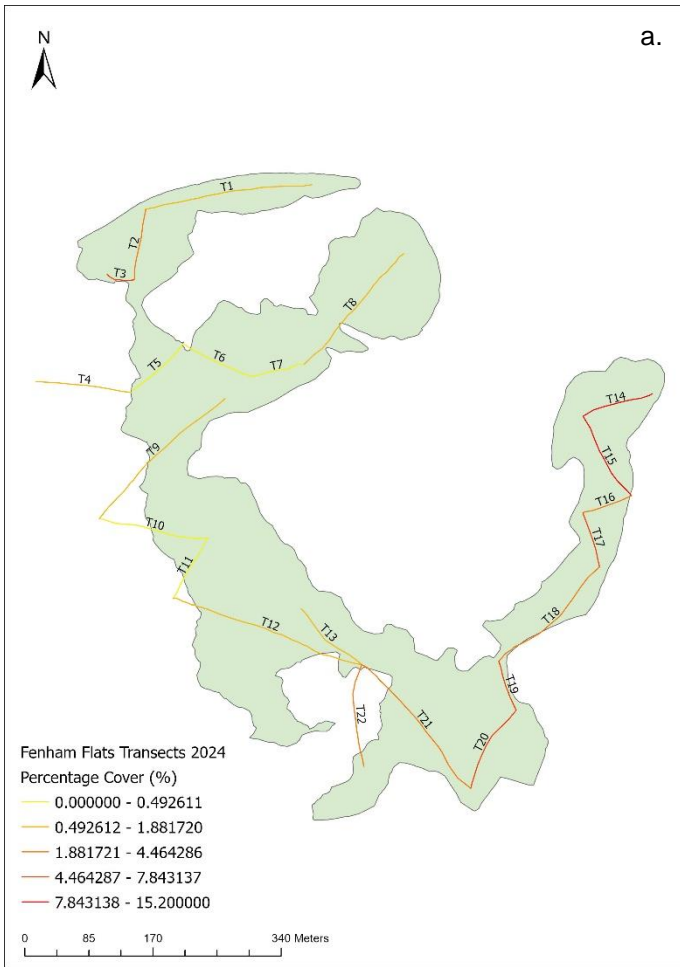 a.
N
T1
T2
T3
T8
T5
T6
T7
T4
T14
T9
T15
T16
T10
T17
T11
T18
T12
T13
T19
T22
T21
T20
Fenham Flats Transects 2024
Percentage Cover (%)
0.000000 - 0.492611
0.492612 - 1.881720
1.881721 - 4.464286
4.464287 - 7.843137
7.843138 - 15.200000
0 85 170 340 Meters